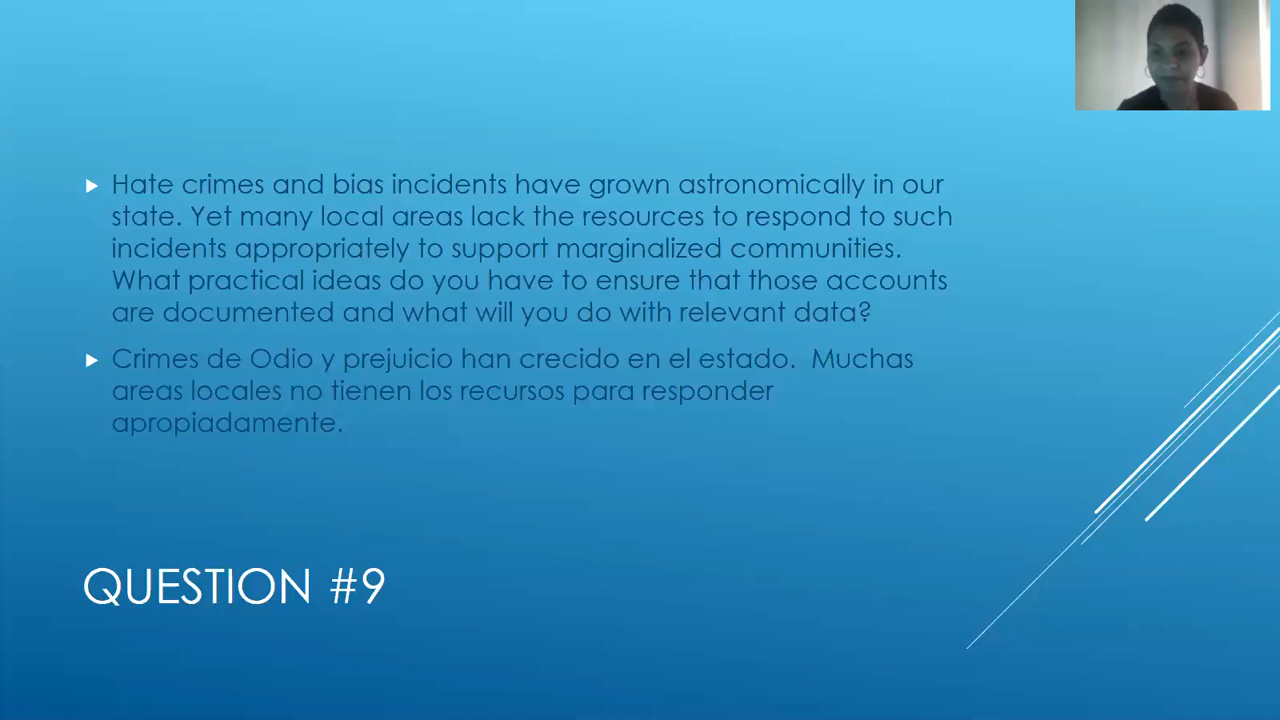 Hate crimes and bias incidents have grown astronomically in our
state. Yet many local areas lack the resources to respond to such
incidents appropriately to support marginalized communities.
What practical ideas do you have to ensure that those accounts
are documented and what will you do with relevant data?
Crimes de Odio y prejuicio han crecido en el estado.  Muchas
areas locales no tienen los recursos para responder
apropiadamente.
QUESTION #9